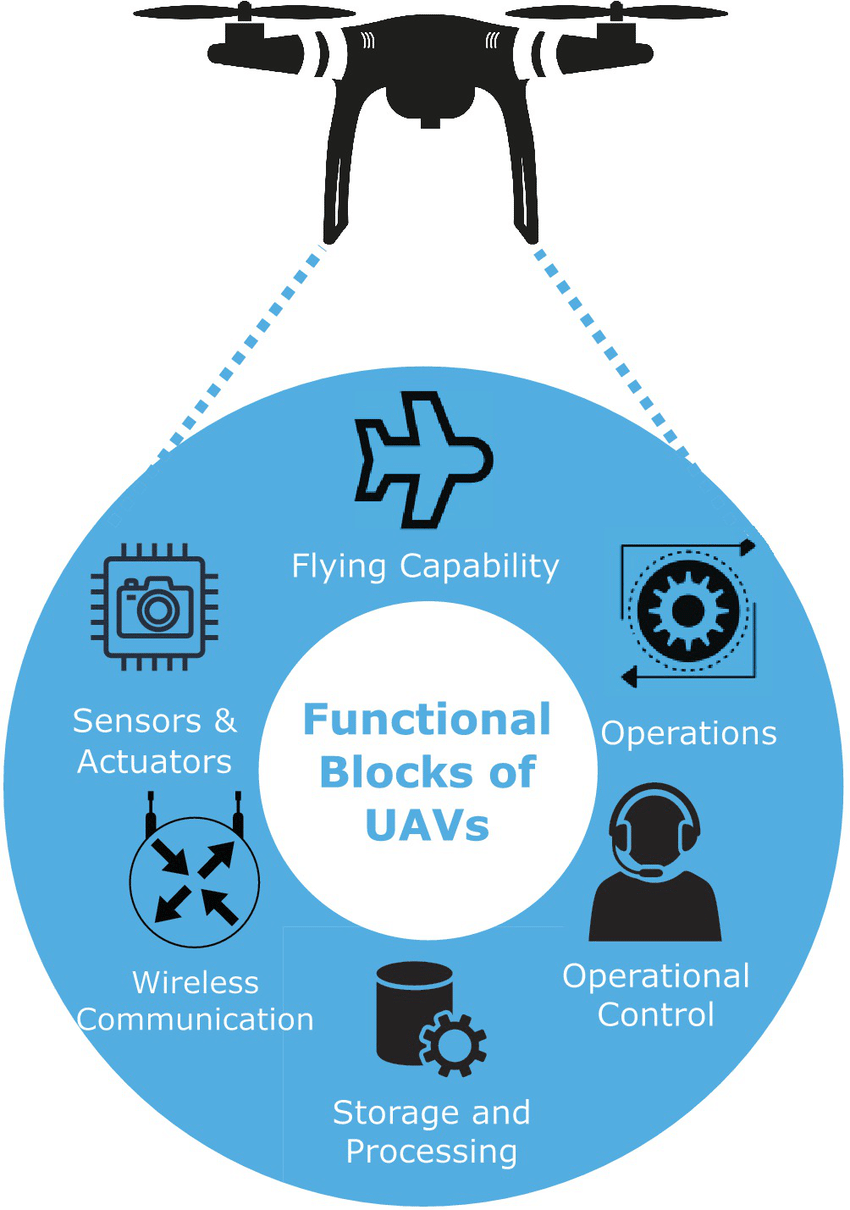 Flying Capability
Sensors &
Actuators
Operations
Functional
Blocks of
UAVs
Wireless
Communication
Operational
Control
Storage and
Processing